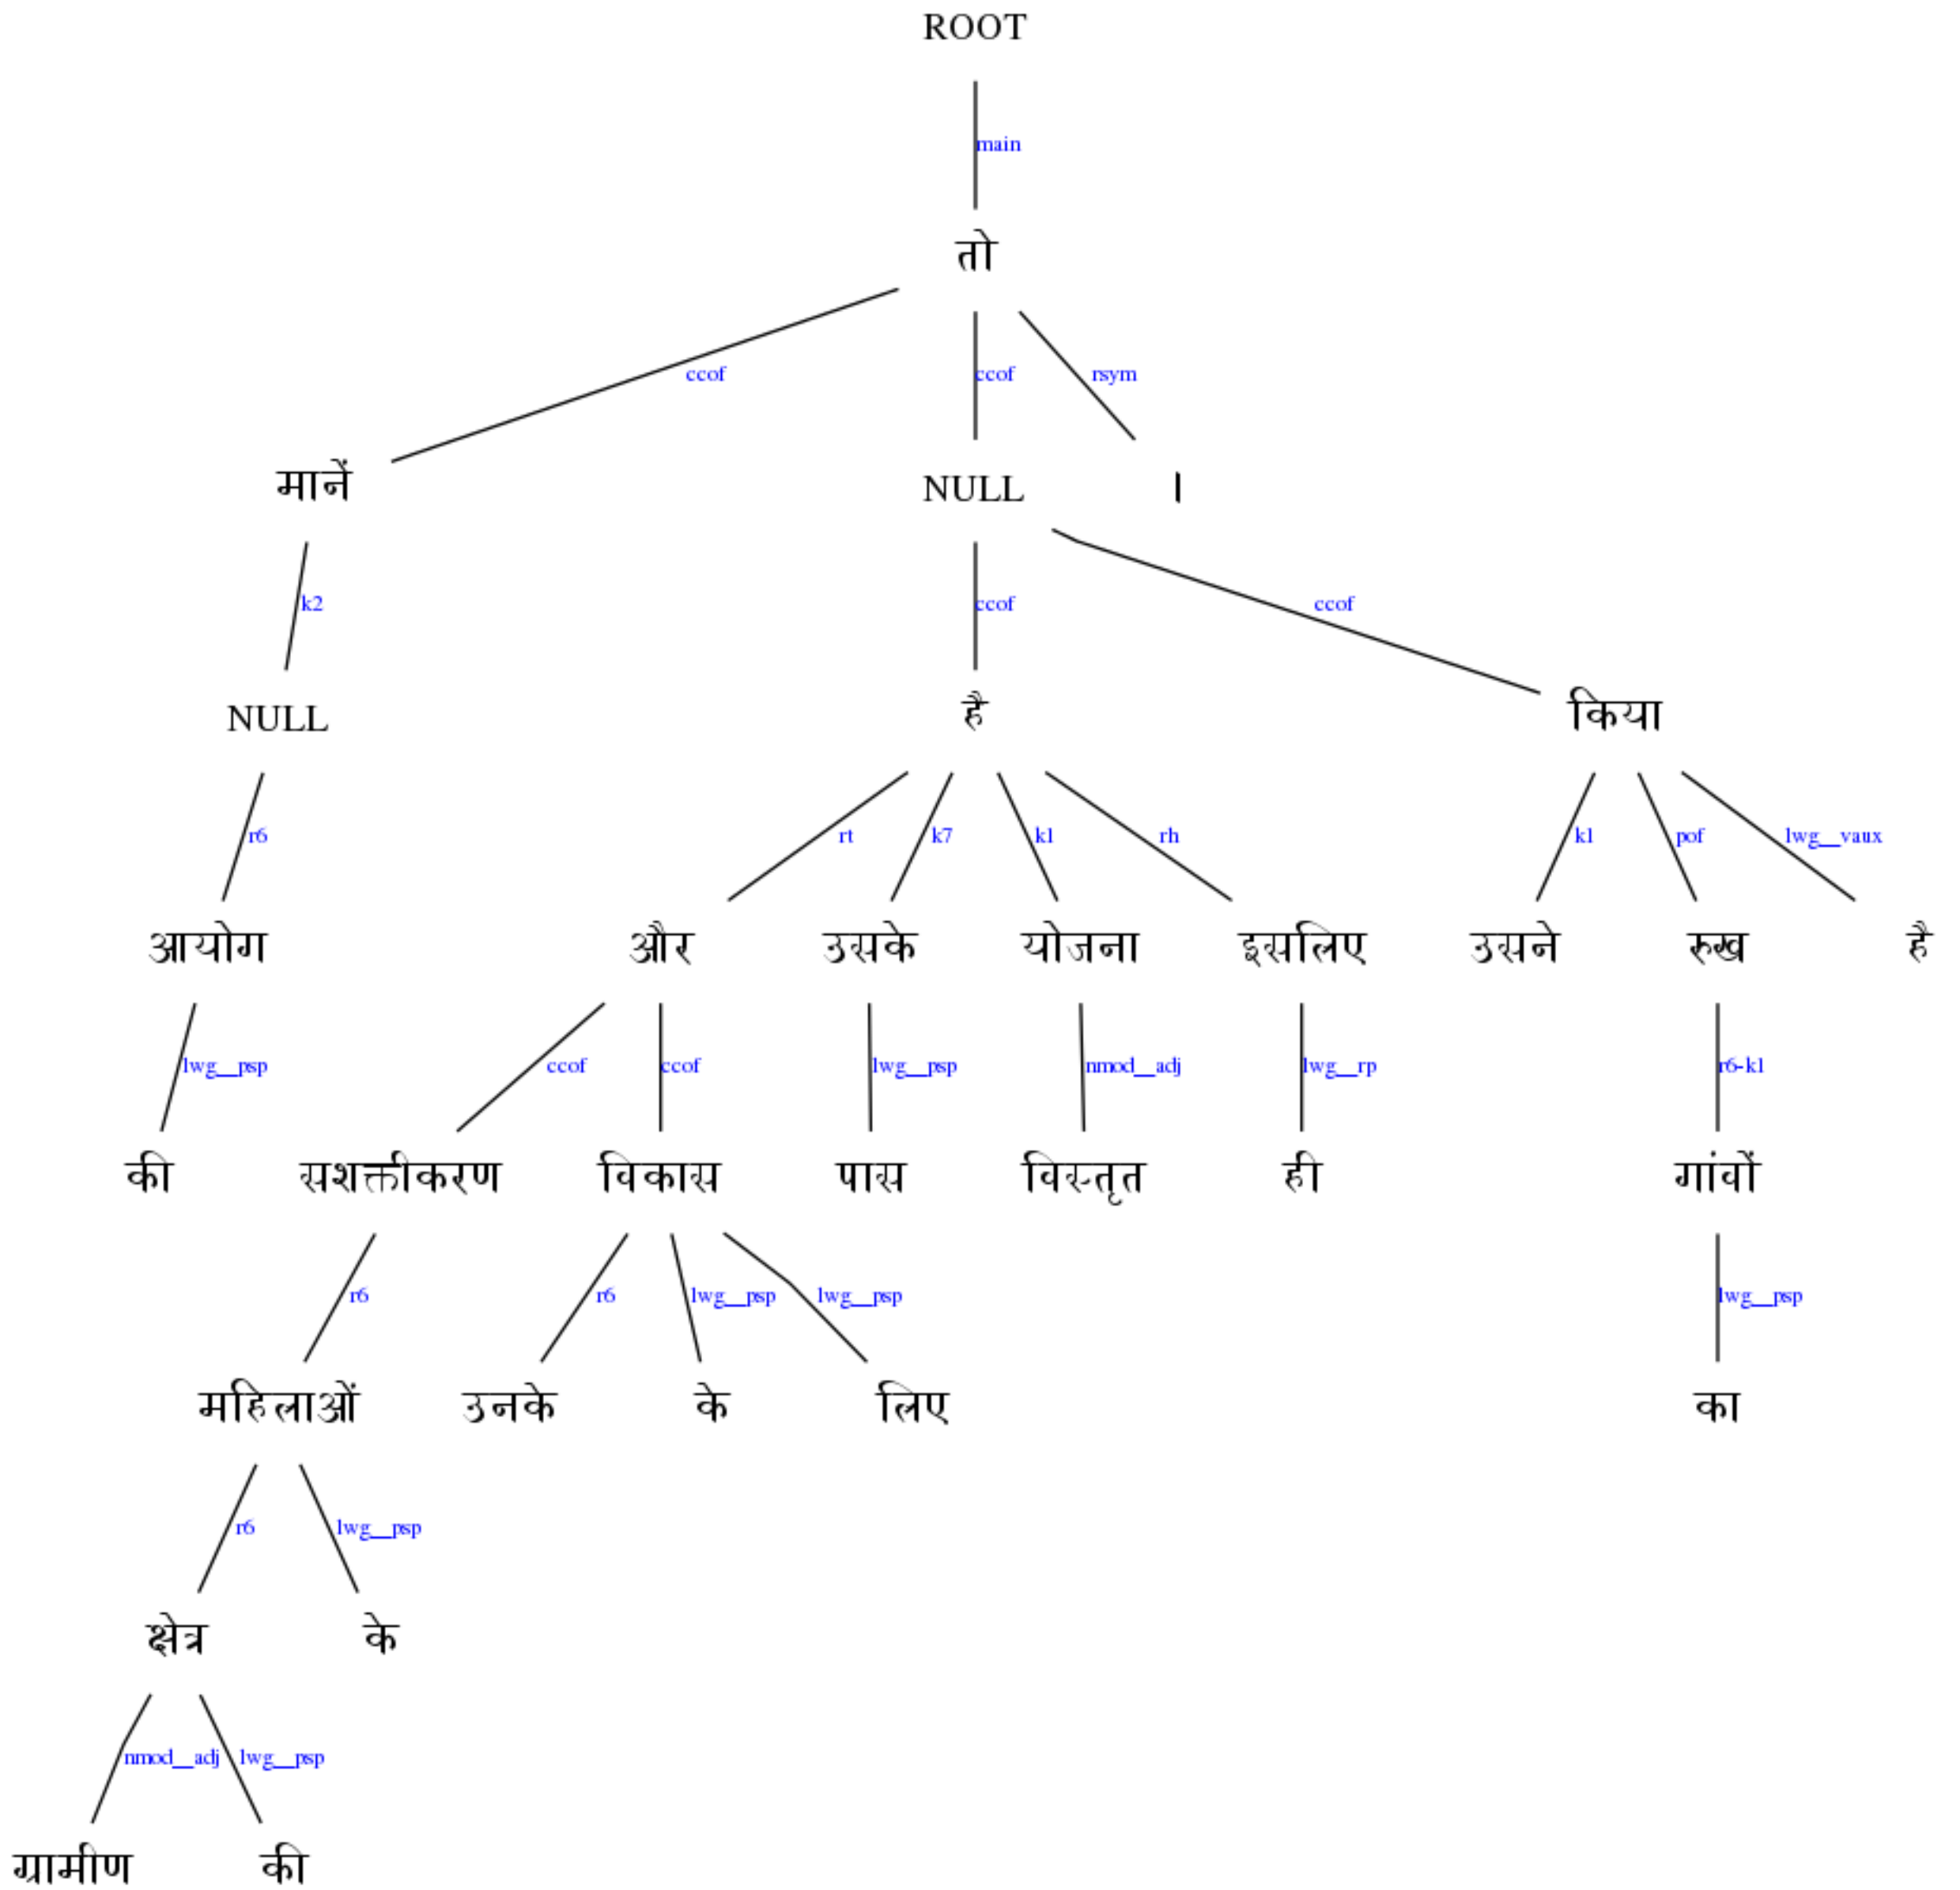 ROOT
main
तो
ccof ccof rsym
मानें NULL ।
k2 ccof ccof
NULL है किया
r6 rt k7 k1 rh k1 pof lwg__vaux
आयोग और उसके योजना इसलिए उसने रुख है
lwg__psp ccof ccof lwg__psp nmod__adj lwg__rp r6-k1
की सशक्तीकरण विकास पास विस्तृत ही गांवों
r6 r6 lwg__psp lwg__psp lwg__psp
महिलाओं उनके के लिए का
r6 lwg__psp
क्षेत्र के
nmod__adj lwg__psp
ग्रामीण की